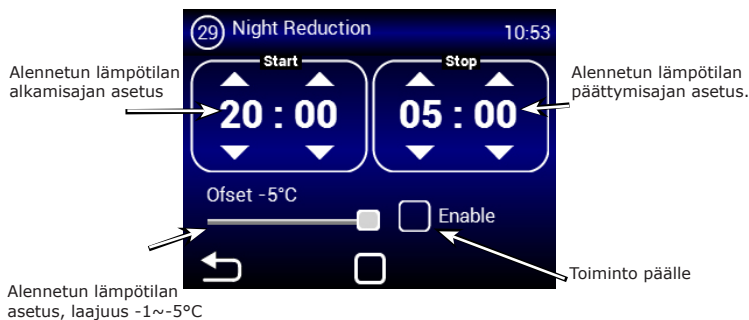 29 Night Reduction 10:53
Start
Stop
Alennetun lämpötilan
alkamisajan asetus
20 : 00
05 : 00
Alennetun lämpötilan
päättymisajan asetus.
Ofset -5°C
Enable
Toiminto päälle
Alennetun lämpötilan
asetus, laajuus -1~-5°C